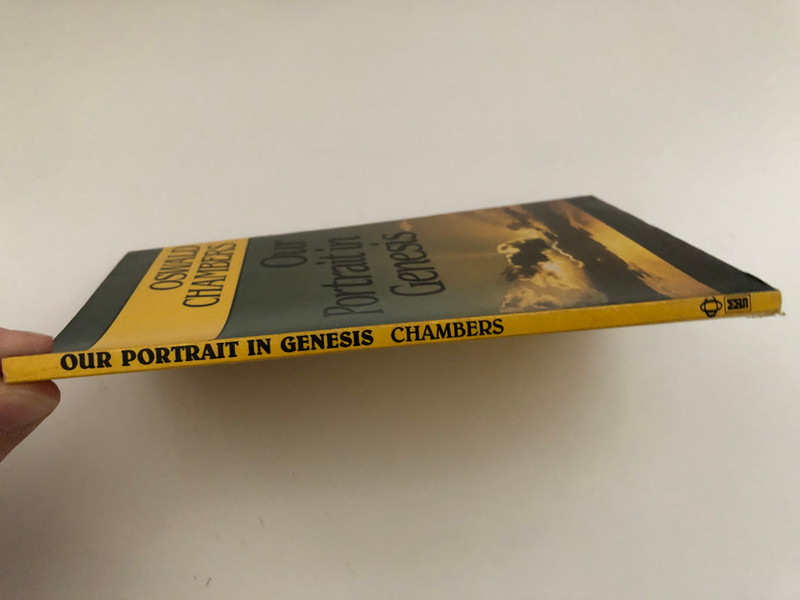 OSWALD
CHAMBERS
Our
Portrait in
Genesis
OUR PORTRAIT IN GENESIS CHAMBERS